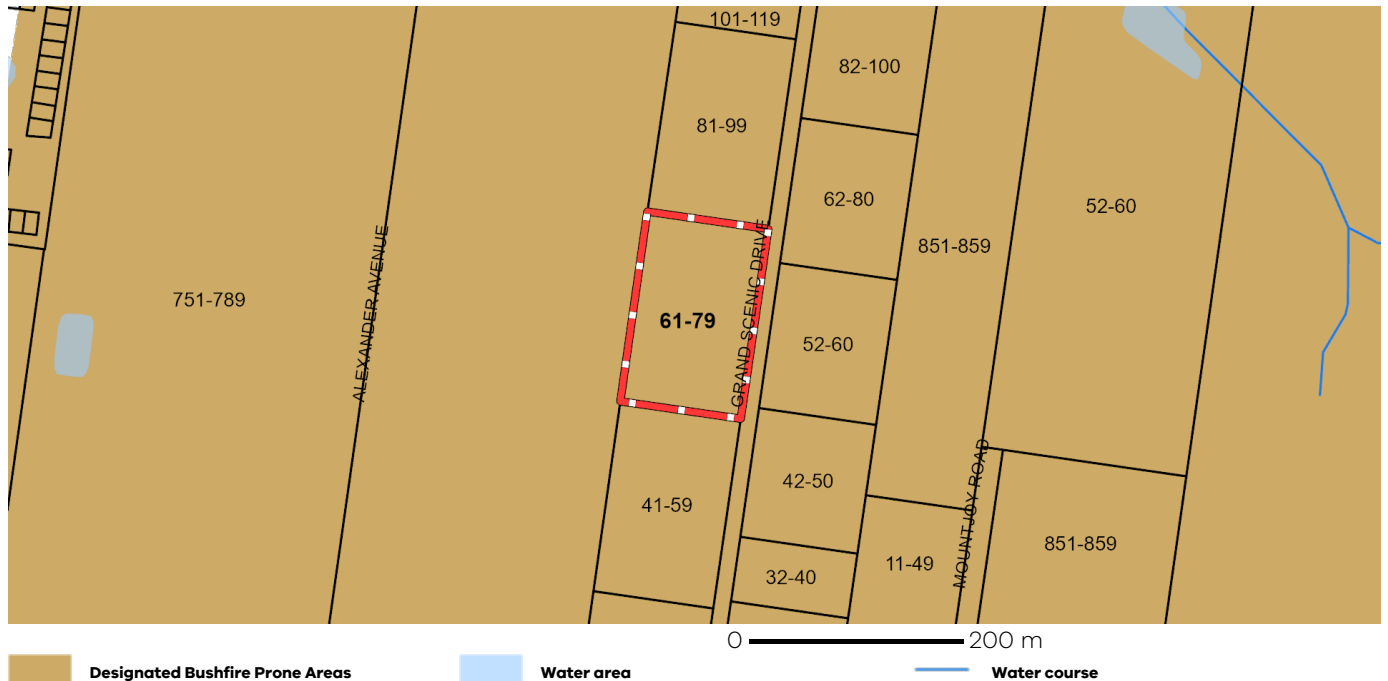 101-119
82-100
81-99
62-80
52-60
851-859
751-789
ALEXANDER AVENUE
61-79
GRAND SCENIC DRIVE
52-60
42-50
41-59
MOUNTJOY ROAD
851-859
11-49
32-40
0 200 m
Designated Bushfire Prone Areas
Water area
Water course